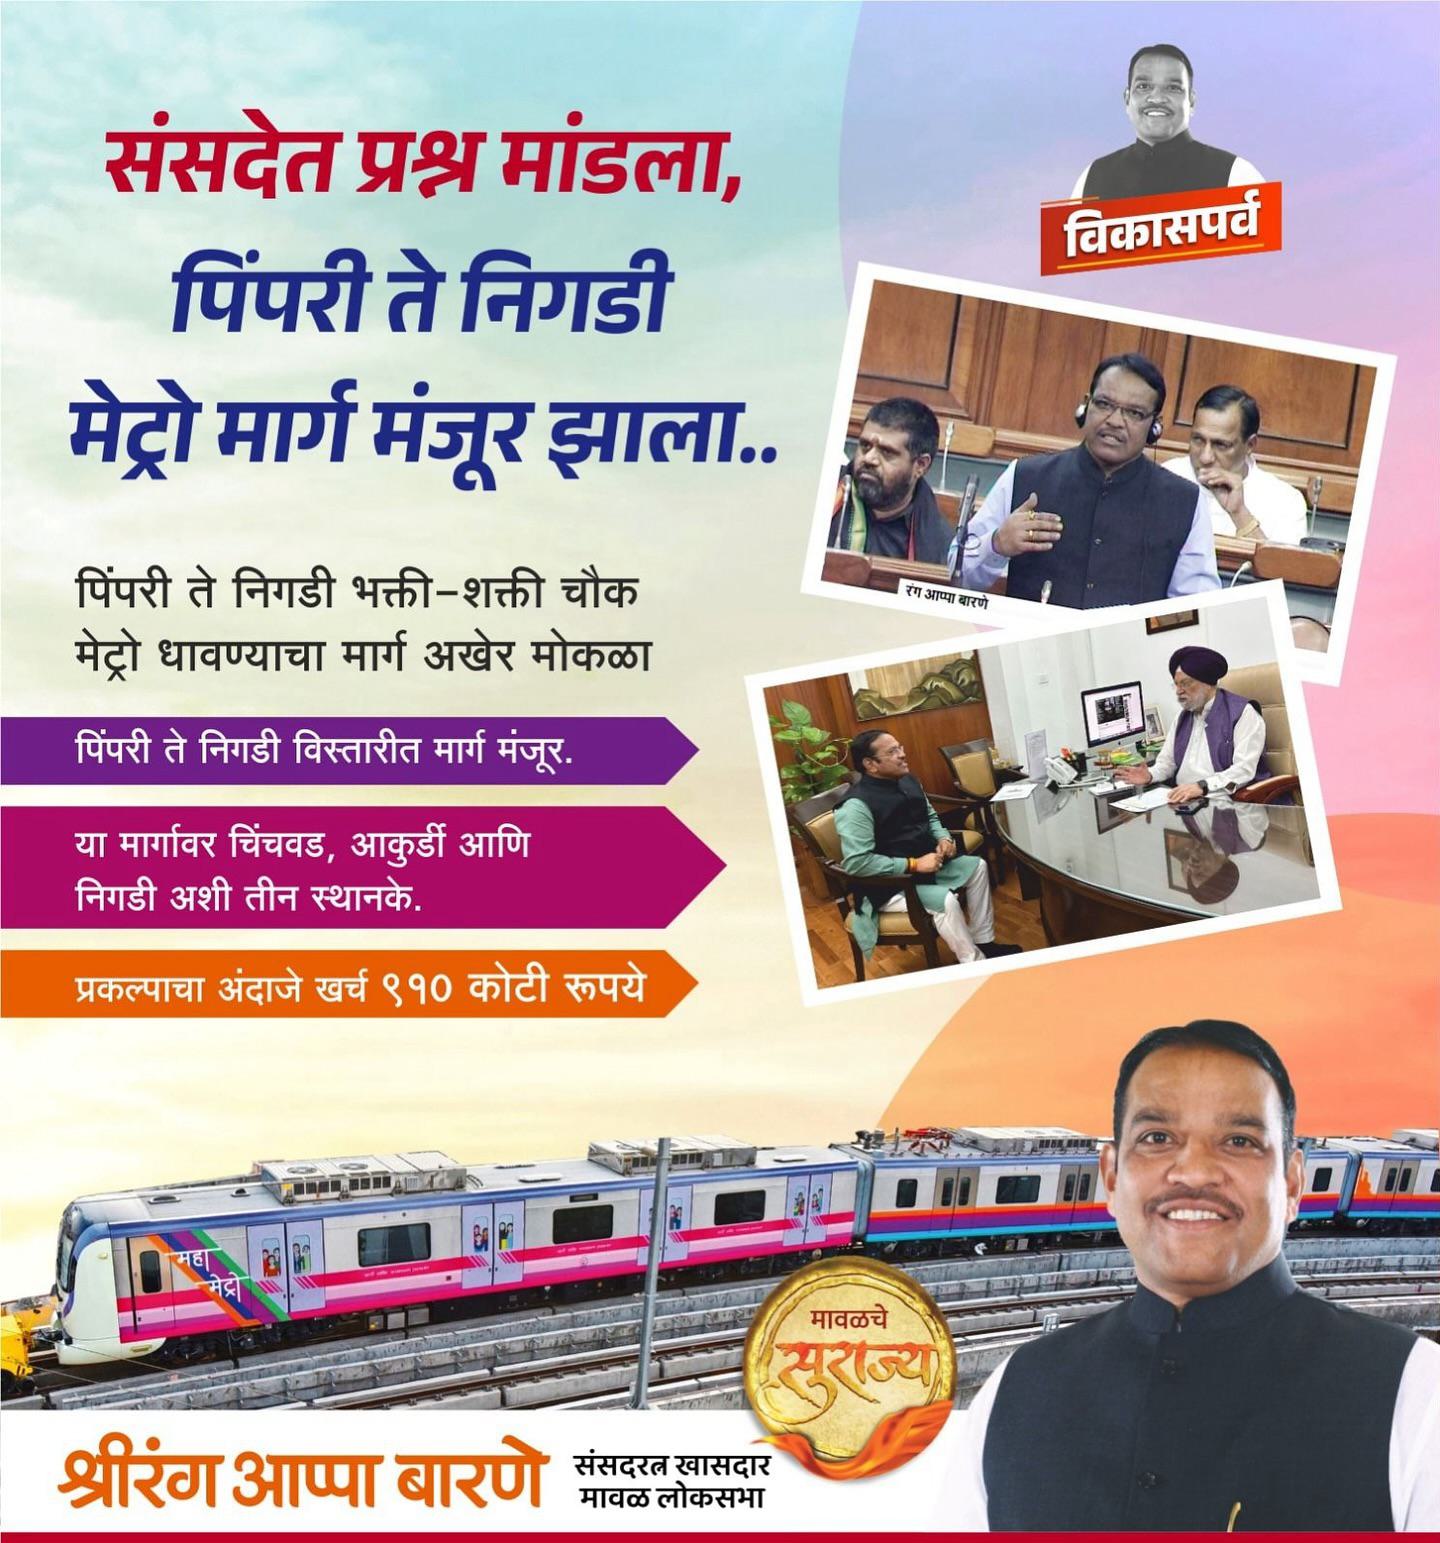 संसदेत प्रश्न मांडला,
पिंपरी ते निगडी
मेट्रो मार्ग मंजूर झाला..
विकासपर्व
रंग आप्पा बारणे
पिंपरी ते निगडी भक्ती-शक्ती चौक
मेट्रो धावण्याचा मार्ग अखेर मोकळा
पिंपरी ते निगडी विस्तारीत मार्ग मंजूर.
या मार्गावर चिंचवड, आकुर्डी आणि
निगडी अशी तीन स्थानके.
प्रकल्पाचा अंदाजे खर्च ९१० कोटी रूपये
महा
मेट्रो
मावळचे
सुराज्य
श्रीरंग आप्पा बारणे
संसदरत्न खासदार
मावळ लोकसभा